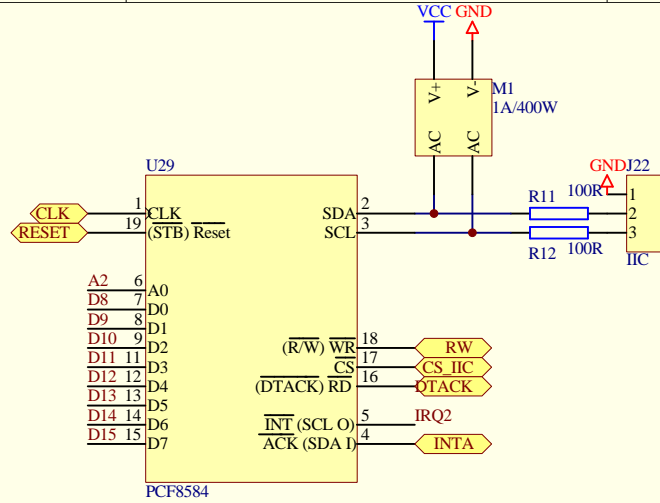 VCC GND
V+ V- M1
1A/400W
AC AC
U29
GND J22
CLK 1 CLK SDA 2 R11 100R 1
RESET 19 (STB) Reset SCL 3 2
R12 100R 3
IIC
A2 6 A0
D8 7 D0
D9 8 D1
D10 9 D2 (R/W) WR 18 RW
D11 11 D3 CS 17 CS_IIC
D12 12 D4 (DTACK) RD 16 DTACK
D13 13 D5
D14 14 D6 INT (SCL O) 5 IRQ2
D15 15 D7 ACK (SDA I) 4 INTA
PCF8584